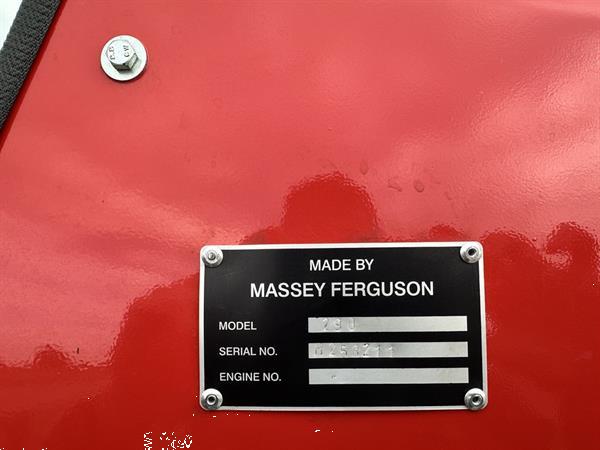 MADE BY
MASSEY FERGUSON
MODEL
SERIAL NO.
ENGINE NO.